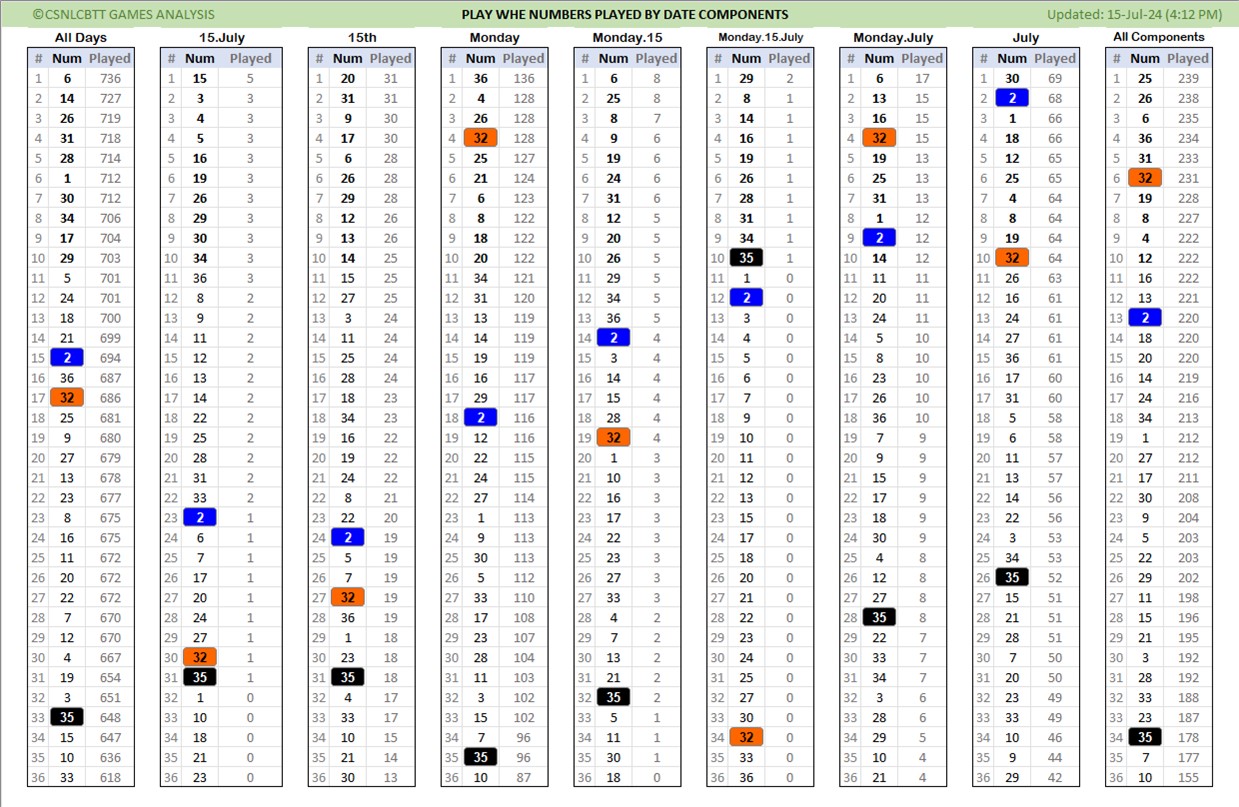 ©CSNLCBTT GAMES ANALYSIS PLAY WHE NUMBERS PLAYED BY DATE COMPONENTS Updated: 15-Jul-24 (4:12 PM)
All Days 15.July 15th Monday Monday.15 Monday.15.July Monday.July July All Components
# Num Played # Num Played # Num Played # Num Played # Num Played # Num Played # Num Played # Num Played # Num Played
1 6 736 1 15 5 1 20 31 1 36 136 1 6 8 1 29 2 1 6 17 1 30 69 1 25 239
2 14 727 2 3 3 2 31 31 2 4 128 2 25 8 2 8 1 2 13 15 2 2 68 2 26 238
3 26 719 3 4 3 3 9 30 3 26 128 3 8 7 3 14 1 3 16 15 3 1 66 3 6 235
4 31 718 4 5 3 4 17 30 4 32 128 4 9 6 4 16 1 4 32 15 4 18 66 4 36 234
5 28 714 5 16 3 5 6 28 5 25 127 5 19 6 5 19 1 5 19 13 5 12 65 5 31 233
6 1 712 6 19 3 6 26 28 6 21 124 6 24 6 6 26 1 6 25 13 6 25 65 6 32 231
7 30 712 7 26 3 7 29 28 7 6 123 7 31 6 7 28 1 7 31 13 7 4 64 7 19 228
8 34 706 8 29 3 8 12 26 8 8 122 8 12 5 8 31 1 8 1 12 8 8 64 8 8 227
9 17 704 9 30 3 9 13 26 9 18 122 9 20 5 9 34 1 9 2 12 9 19 64 9 4 222
10 29 703 10 34 3 10 14 25 10 20 122 10 26 5 10 35 1 10 14 12 10 32 64 10 12 222
11 5 701 11 36 3 11 15 25 11 34 121 11 29 5 11 1 0 11 11 11 11 26 63 11 16 222
12 24 701 12 8 2 12 27 25 12 31 120 12 34 5 12 2 0 12 20 11 12 16 61 12 13 221
13 18 700 13 9 2 13 3 24 13 13 119 13 36 5 13 3 0 13 24 11 13 24 61 13 2 220
14 21 699 14 11 2 14 11 24 14 14 119 14 2 4 14 4 0 14 5 10 14 27 61 14 18 220
15 2 694 15 12 2 15 25 24 15 19 119 15 3 4 15 5 0 15 8 10 15 36 61 15 20 220
16 36 687 16 13 2 16 28 24 16 16 117 16 14 4 16 6 0 16 23 10 16 17 60 16 14 219
17 32 686 17 14 2 17 18 23 17 29 117 17 15 4 17 7 0 17 26 10 17 31 60 17 24 216
18 25 681 18 22 2 18 34 23 18 2 116 18 28 4 18 9 0 18 36 10 18 5 58 18 34 213
19 9 680 19 25 2 19 16 22 19 12 116 19 32 4 19 10 0 19 7 9 19 6 58 19 1 212
20 27 679 20 28 2 20 19 22 20 22 115 20 1 3 20 11 0 20 9 9 20 11 57 20 27 212
21 13 678 21 31 2 21 24 22 21 24 115 21 10 3 21 12 0 21 15 9 21 13 57 21 17 211
22 23 677 22 33 2 22 8 21 22 27 114 22 16 3 22 13 0 22 17 9 22 14 56 22 30 208
23 8 675 23 2 1 23 22 20 23 1 113 23 17 3 23 15 0 23 18 9 23 22 56 23 9 204
24 16 675 24 6 1 24 2 19 24 9 113 24 22 3 24 17 0 24 30 9 24 3 53 24 5 203
25 11 672 25 7 1 25 5 19 25 30 113 25 23 3 25 18 0 25 4 8 25 34 53 25 22 203
26 20 672 26 17 1 26 7 19 26 5 112 26 27 3 26 20 0 26 12 8 26 35 52 26 29 202
27 22 672 27 20 1 27 32 19 27 33 110 27 33 3 27 21 0 27 27 8 27 15 51 27 11 198
28 7 670 28 24 1 28 36 19 28 17 108 28 4 2 28 22 0 28 35 8 28 21 51 28 15 196
29 12 670 29 27 1 29 1 18 29 23 107 29 7 2 29 23 0 29 22 7 29 28 51 29 21 195
30 4 667 30 32 1 30 23 18 30 28 104 30 13 2 30 24 0 30 33 7 30 7 50 30 3 192
31 19 654 31 35 1 31 35 18 31 11 103 31 21 2 31 25 0 31 34 7 31 20 50 31 28 192
32 3 651 32 1 0 32 4 17 32 3 102 32 35 2 32 27 0 32 3 6 32 23 49 32 33 188
33 35 648 33 10 0 33 33 17 33 15 102 33 5 1 33 30 0 33 28 6 33 33 49 33 23 187
34 15 647 34 18 0 34 10 15 34 7 96 34 11 1 34 32 0 34 29 5 34 10 46 34 35 178
35 10 636 35 21 0 35 21 14 35 35 96 35 30 1 35 33 0 35 10 4 35 9 44 35 7 177
36 33 618 36 23 0 36 30 13 36 10 87 36 18 0 36 36 0 36 21 4 36 29 42 36 10 155